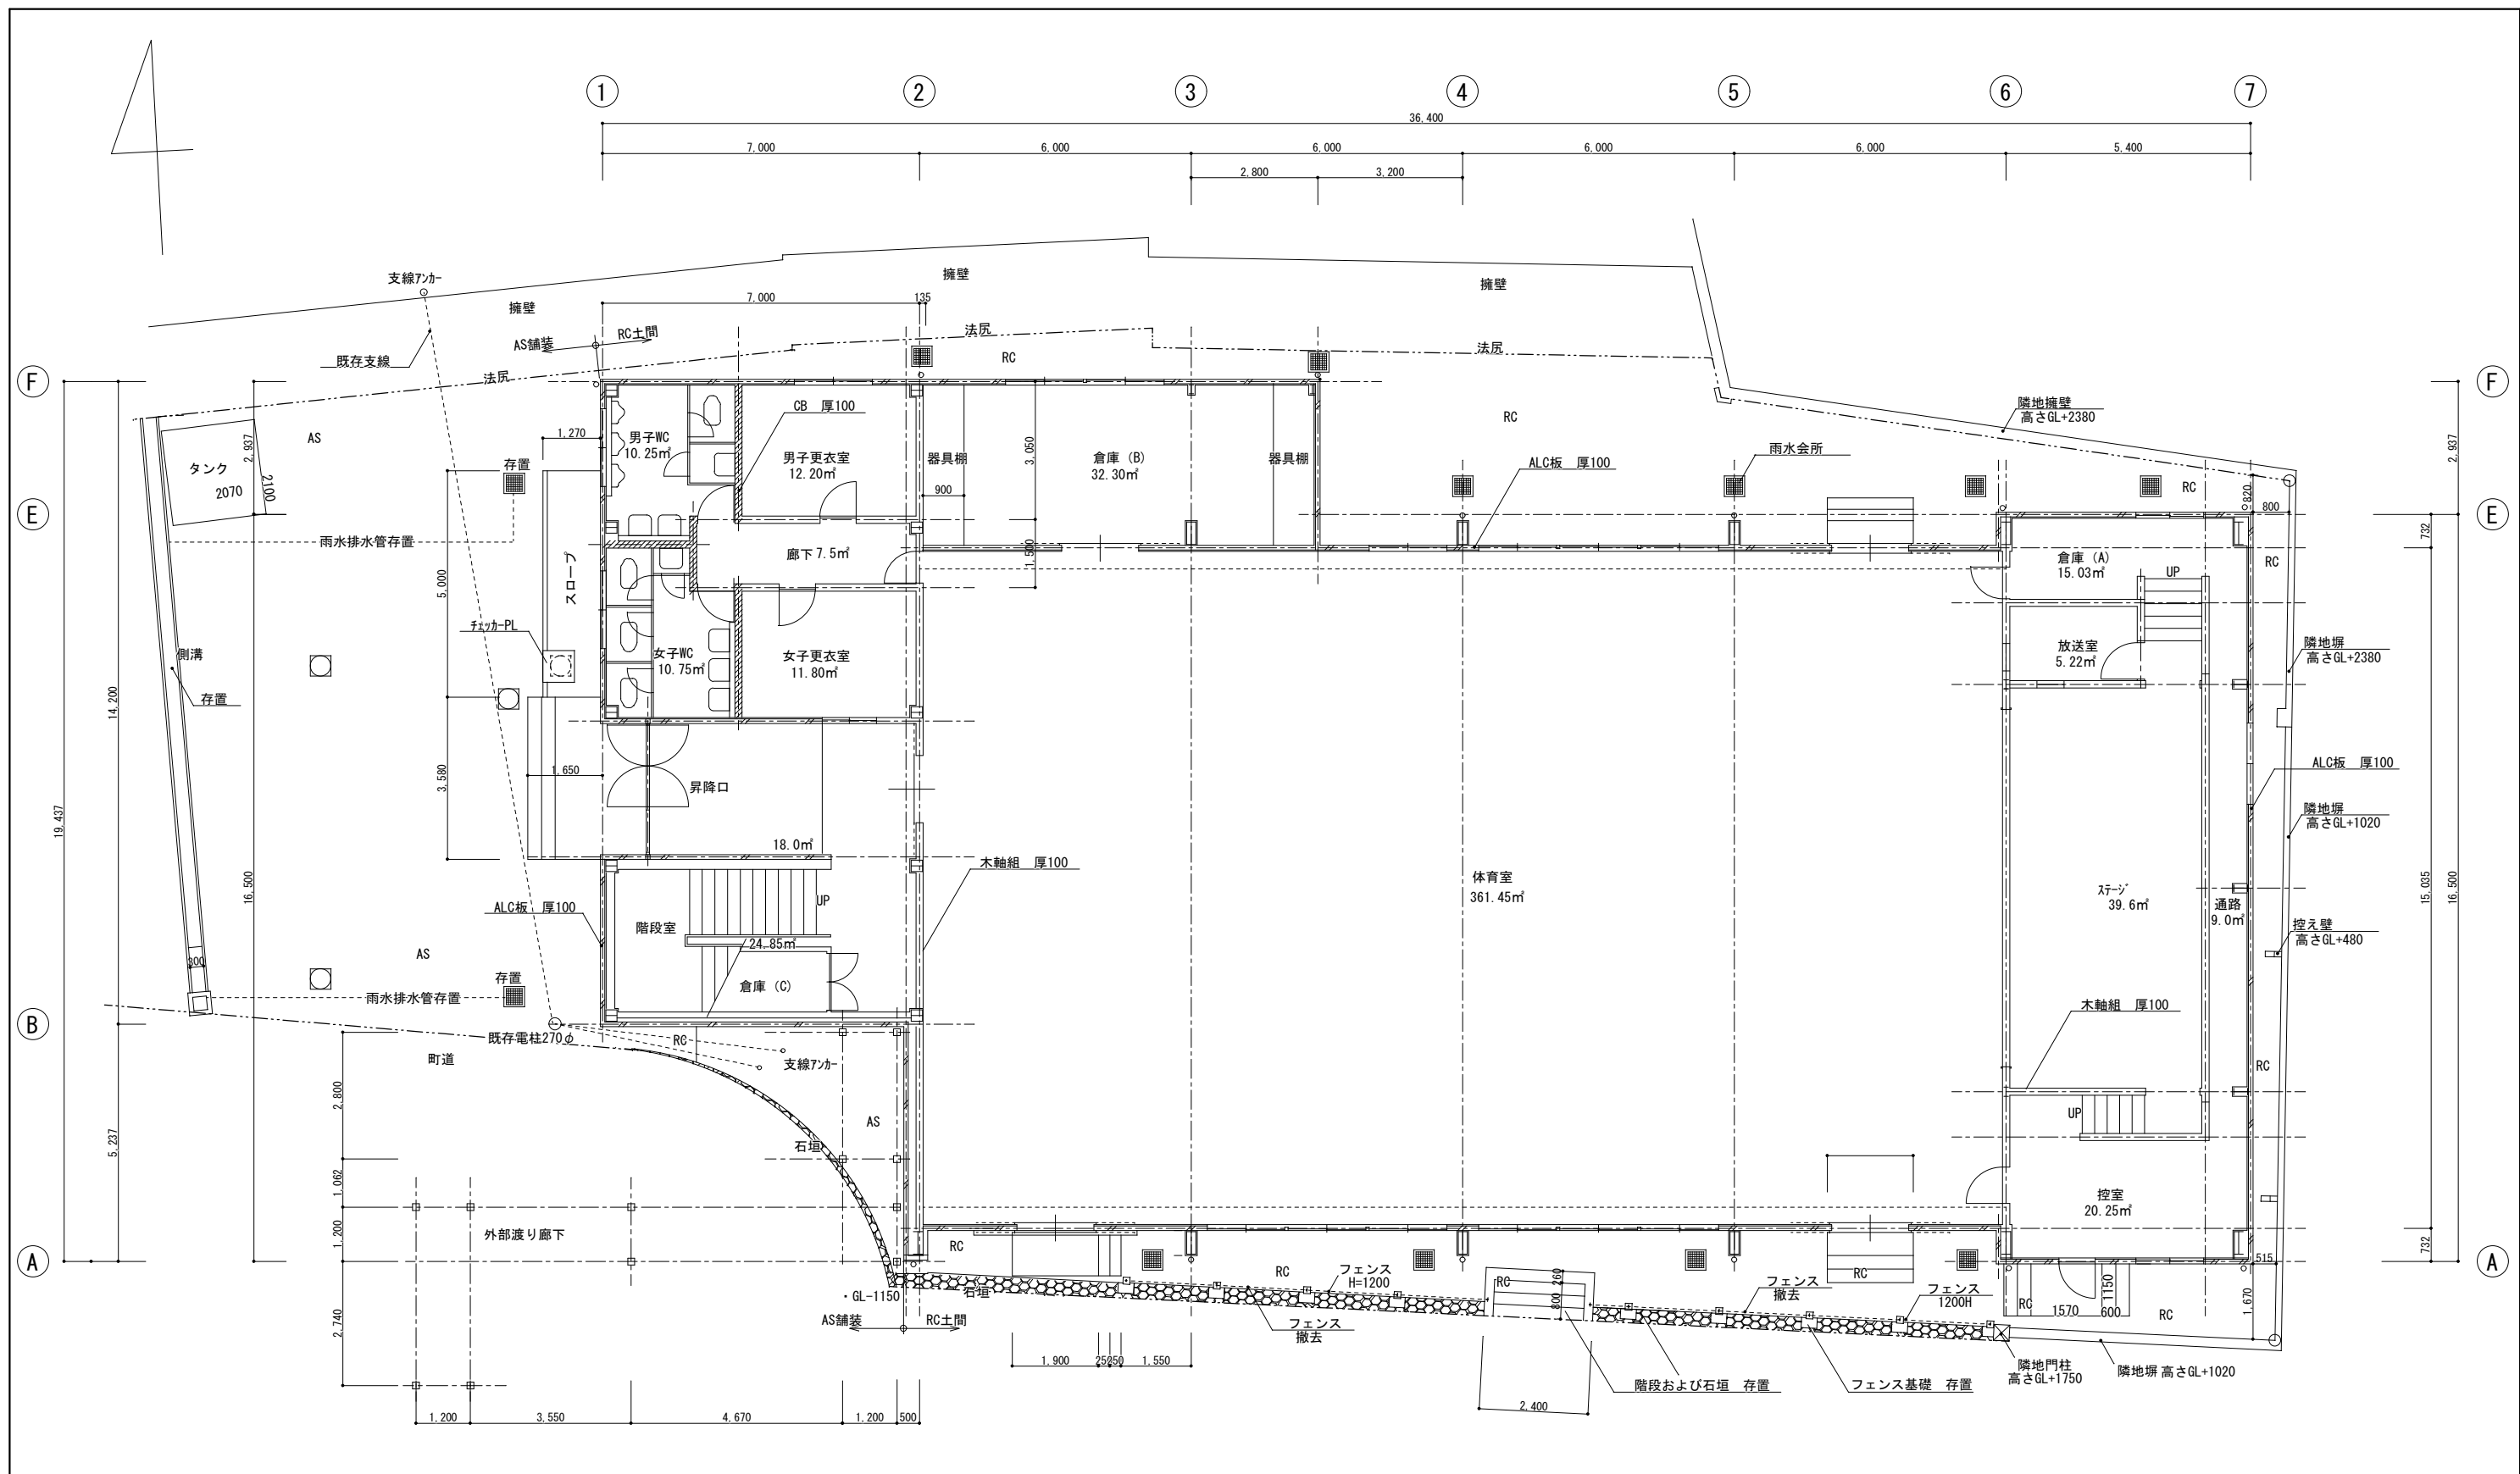 1
2
3
4
5
6
7
36,400
7,000
6,000
6,000
6,000
6,000
5,400
2,800
3,200
支線ｱﾝｶｰ
擁壁
擁壁
擁壁
7,000
135
既存支線
AS舗装
RC土間
法尻
法尻
法尻
RC
F
F
隣地擁壁
高さGL+2380
CB 厚100
RC
AS
1,270
男子WC
10.25㎡
男子更衣室
12.20㎡
器具棚
900
3,050
倉庫（B）
32.30㎡
器具棚
ALC板 厚100
雨水会所
2,937
2,937
タンク
2070
2100
存置
RC
820
800
E
E
雨水排水管存置
スロープ
廊下 7.5㎡
1,500
倉庫（A）
15.03㎡
UP
RC
732
5,000
ﾁｪｯｶｰPL
女子WC
10.75㎡
女子更衣室
11.80㎡
放送室
5.22㎡
隣地塀
高さGL+2380
側溝
存置
14,200
19,437
16,500
3,580
1,650
昇降口
18.0㎡
ALC板 厚100
隣地塀
高さGL+1020
木軸組 厚100
体育室
361.45㎡
ｽﾃｰｼﾞ
39.6㎡
通路
9.0㎡
15,035
16,500
ALC板 厚100
階段室
UP
24.85㎡
控え壁
高さGL+480
AS
300
存置
雨水排水管存置
倉庫（C）
木軸組 厚100
B
既存電柱270φ
RC
町道
支線ｱﾝｶｰ
RC
2,800
AS
UP
5,237
石垣
1,062
控室
20.25㎡
1,200
外部渡り廊下
RC
732
A
A
515
RC
フェンス
H=1200
RC
260
800
フェンス
撤去
RC
フェンス
1200H
RC
1570
1150
600
RC
1,670
・GL-1150
石垣
2,740
AS舗装
RC土間
フェンス
撤去
1,900
250
250
1,550
隣地門柱
高さGL+1750
隣地塀 高さGL+1020
階段および石垣 存置
フェンス基礎 存置
2,400
1,200
3,550
4,670
1,200
500